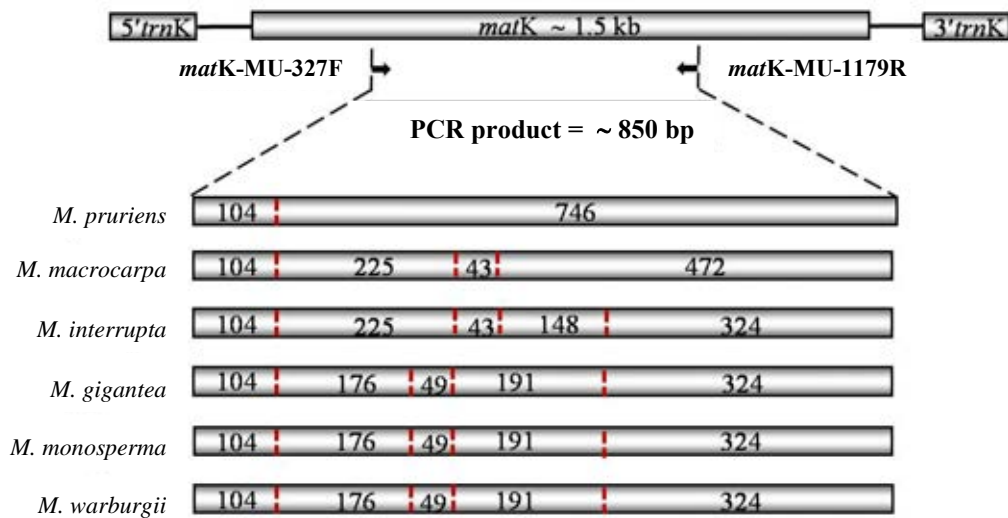 5'trnK matK ~ 1.5 kb 3'trnK
matK-MU-327F matK-MU-1179R
PCR product = ~ 850 bp
M. pruriens 104 746
M. macrocarpa 104 225 43 472
M. interrupta 104 225 43 148 324
M. gigantea 104 176 49 191 324
M. monosperma 104 176 49 191 324
M. warburgii 104 176 49 191 324